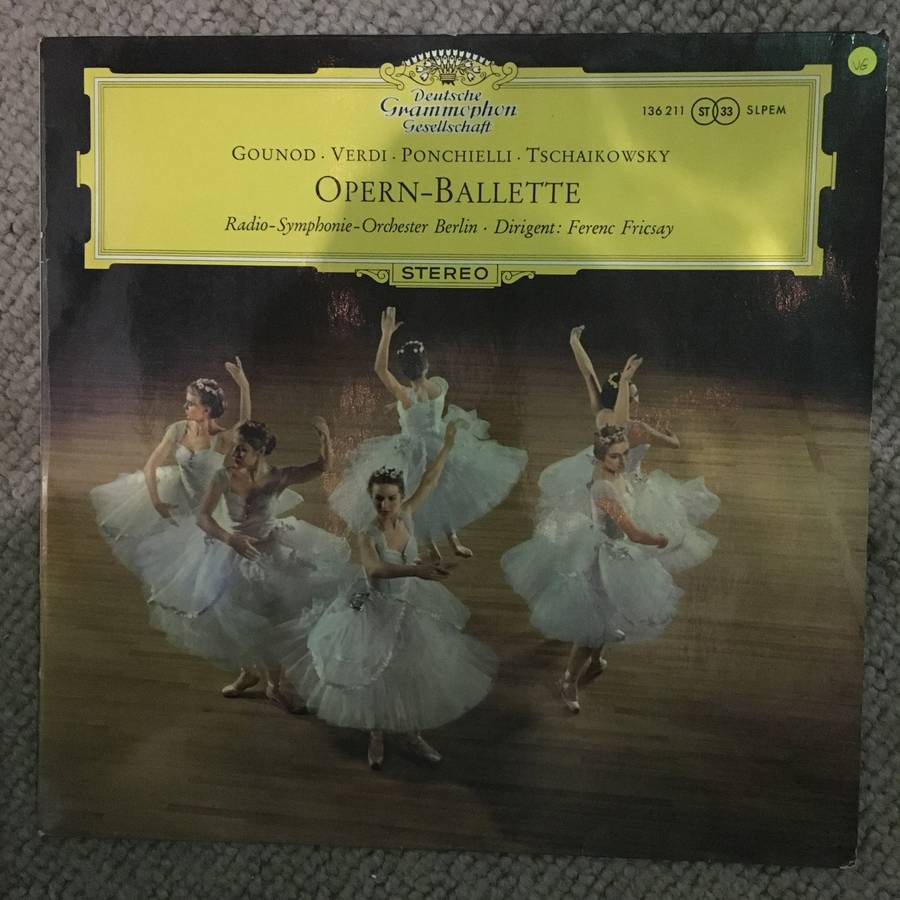 VG
Deutsche
Grammophon
Gesellschaft
136 211 ST 33 SLPEM
GOUNOD · VERDI · PONCHIELLI · TSCHAIKOWSKY
OPERN-BALLETTE
Radio-Symphonie-Orchester Berlin · Dirigent: Ferenc Fricsay
STEREO